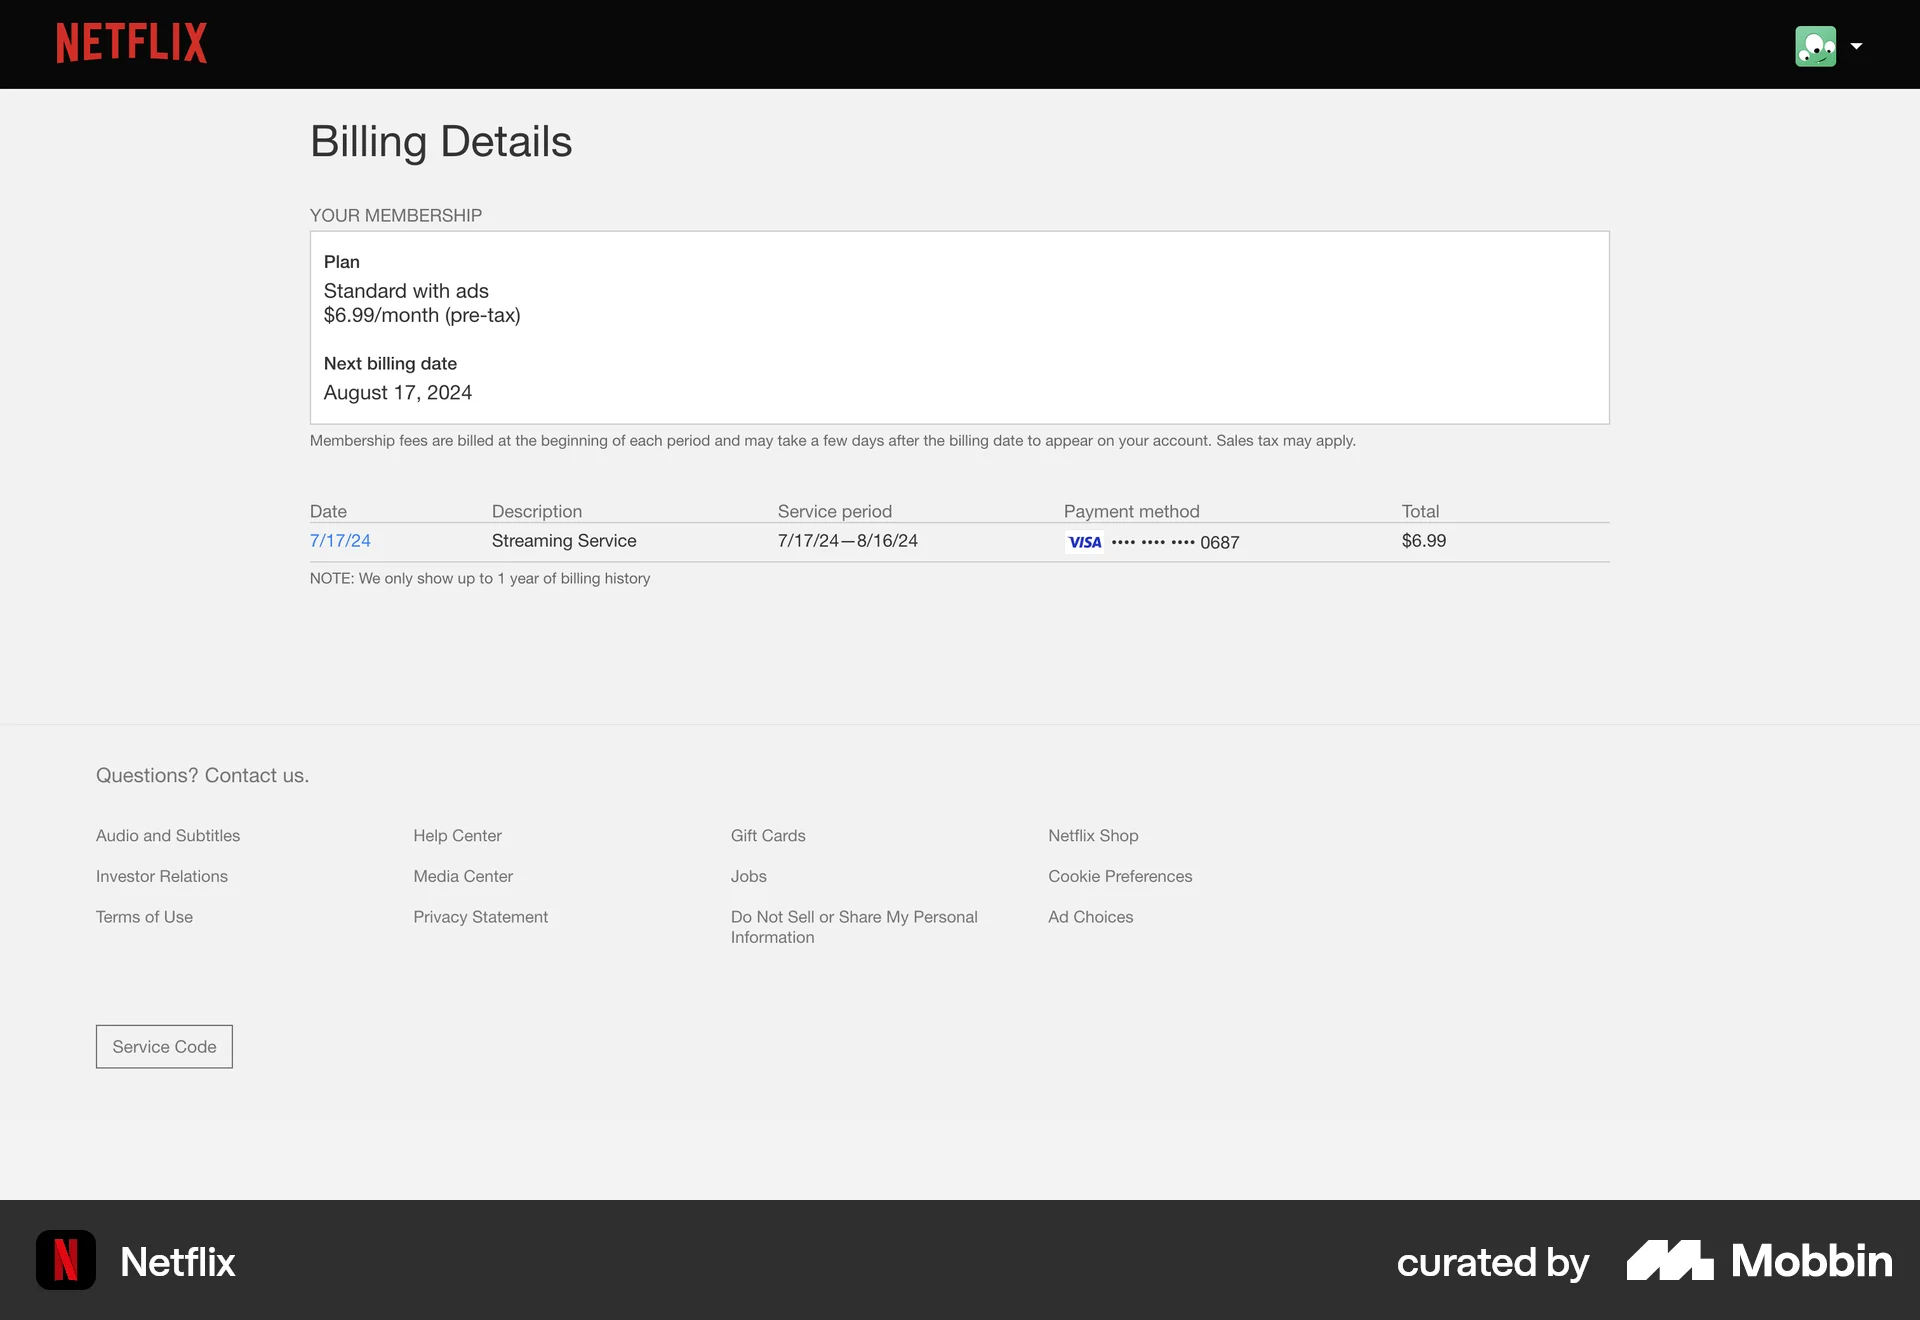 NETFLIX
Billing Details
YOUR MEMBERSHIP
Plan
Standard with ads
$6.99/month (pre-tax)
Next billing date
August 17, 2024
Membership fees are billed at the beginning of each period and may take a few days after the billing date to appear on your account. Sales tax may apply.
Date Description Service period Payment method Total
7/17/24 Streaming Service 7/17/24—8/16/24 VISA •••• •••• •••• 0687 $6.99
NOTE: We only show up to 1 year of billing history
Questions? Contact us.
Audio and Subtitles Help Center Gift Cards Netflix Shop
Investor Relations Media Center Jobs Cookie Preferences
Terms of Use Privacy Statement Do Not Sell or Share My Personal Ad Choices
Information
Service Code
N Netflix curated by Mobbin